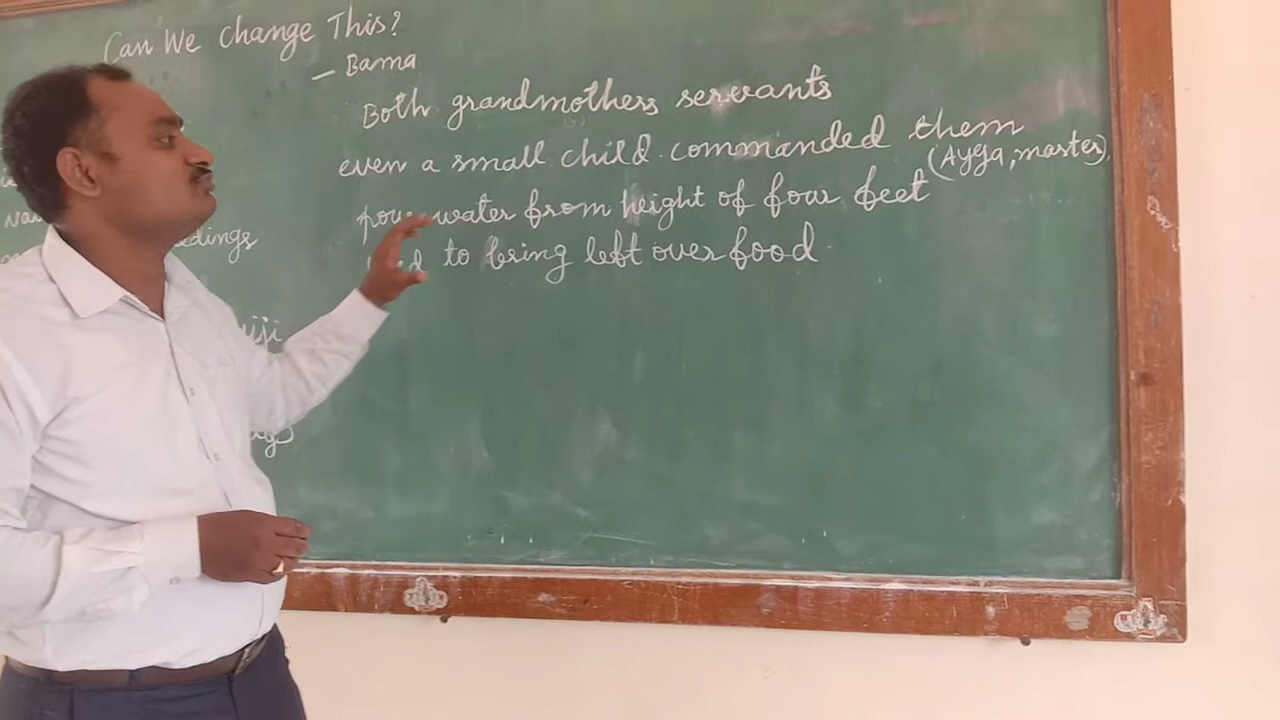 Can We Change This?
– Bama
Both grandmothers servants
even a small child commanded them
(Ayya, master)
pour water from height of four feet
to bring left over food